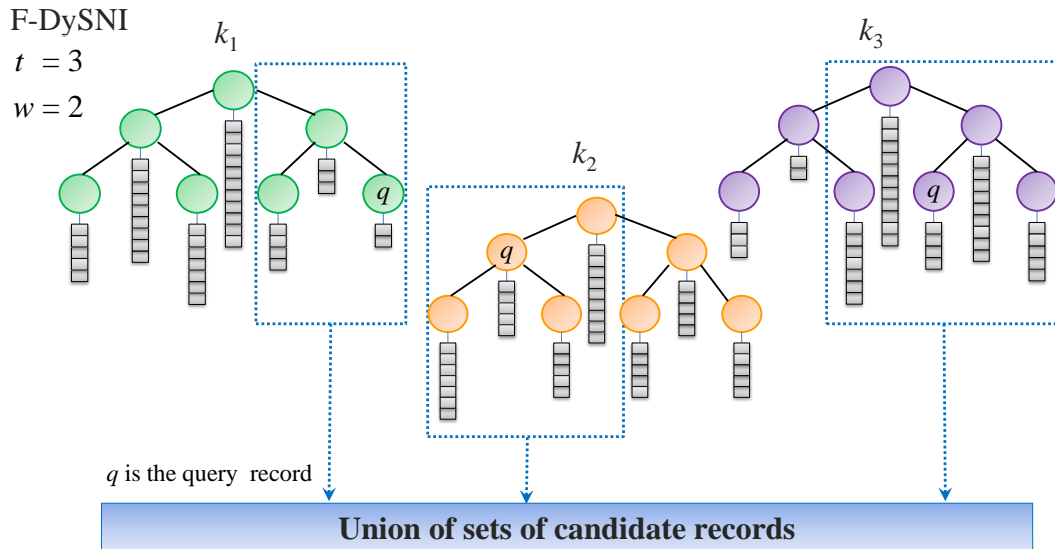 F-DySNI
t = 3
w = 2
k1
k2
k3
q
q
q
q is the query record
Union of sets of candidate records